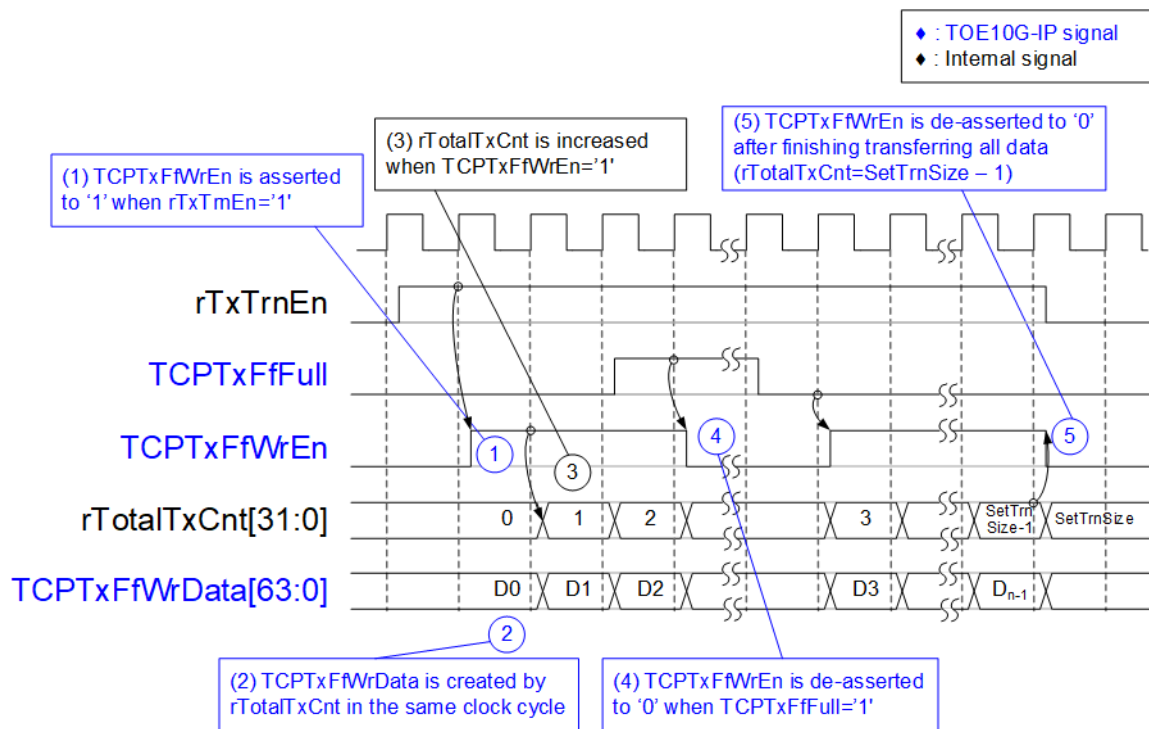 ♦ : TOE10G-IP signal
♦ : Internal signal
(5) TCPTxFfWrEn is de-asserted to ‘0’
after finishing transferring all data
(rTotalTxCnt=SetTrnSize – 1)
(3) rTotalTxCnt is increased
when TCPTxFfWrEn=’1'
(1) TCPTxFfWrEn is asserted
to ‘1’ when rTxTrnEn=’1'
rTxTrnEn
TCPTxFfFull
TCPTxFfWrEn
1
3
4
5
rTotalTxCnt[31:0]
0
1
2
3
SetTrn
Size-1
SetTrnSize
TCPTxFfWrData[63:0]
D0
D1
D2
D3
Dn-1
2
(2) TCPTxFfWrData is created by
rTotalTxCnt in the same clock cycle
(4) TCPTxFfWrEn is de-asserted
to ‘0’ when TCPTxFfFull=’1'